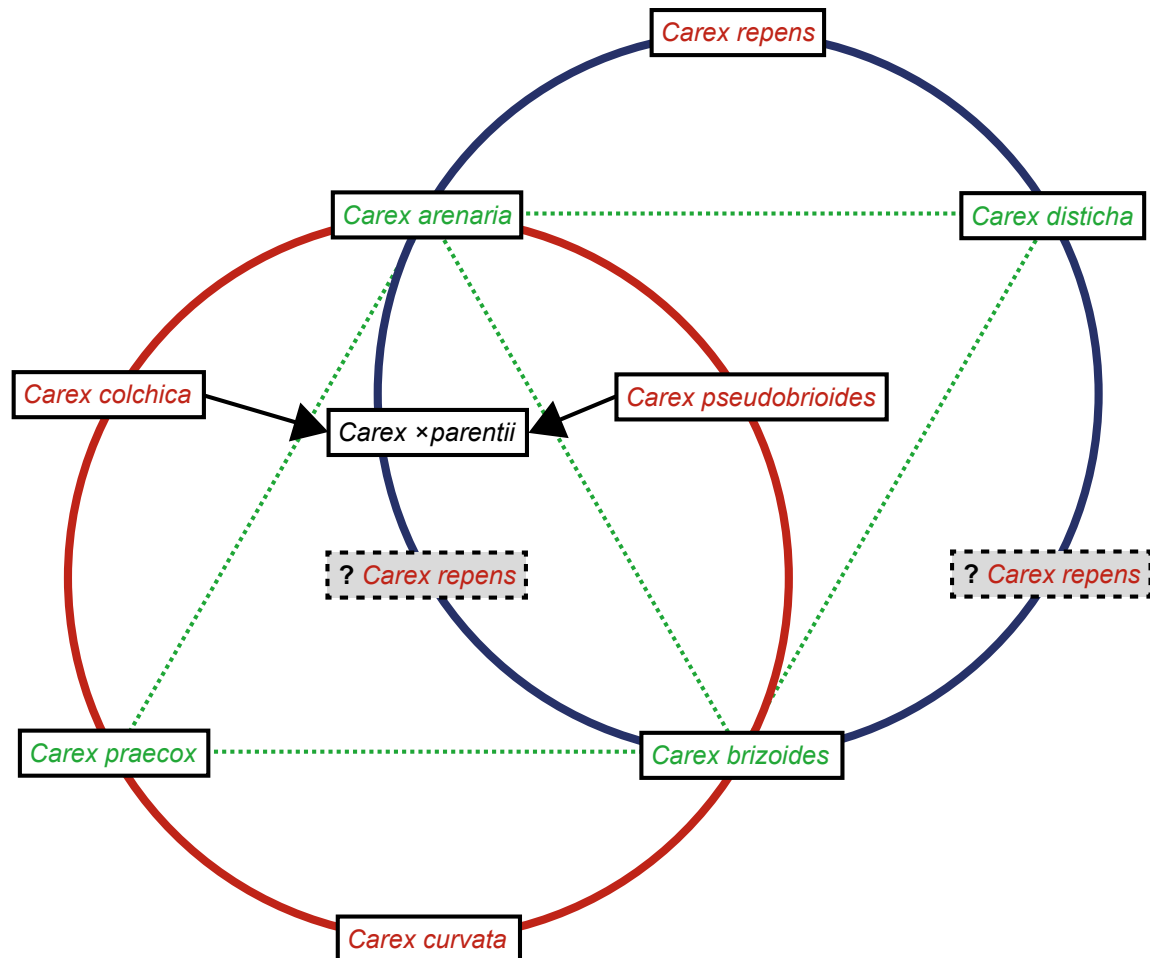 Carex repens
Carex arenaria
Carex disticha
Carex colchica
Carex pseudobrioides
Carex ×parentii
? Carex repens
? Carex repens
Carex praecox
Carex brizoides
Carex curvata